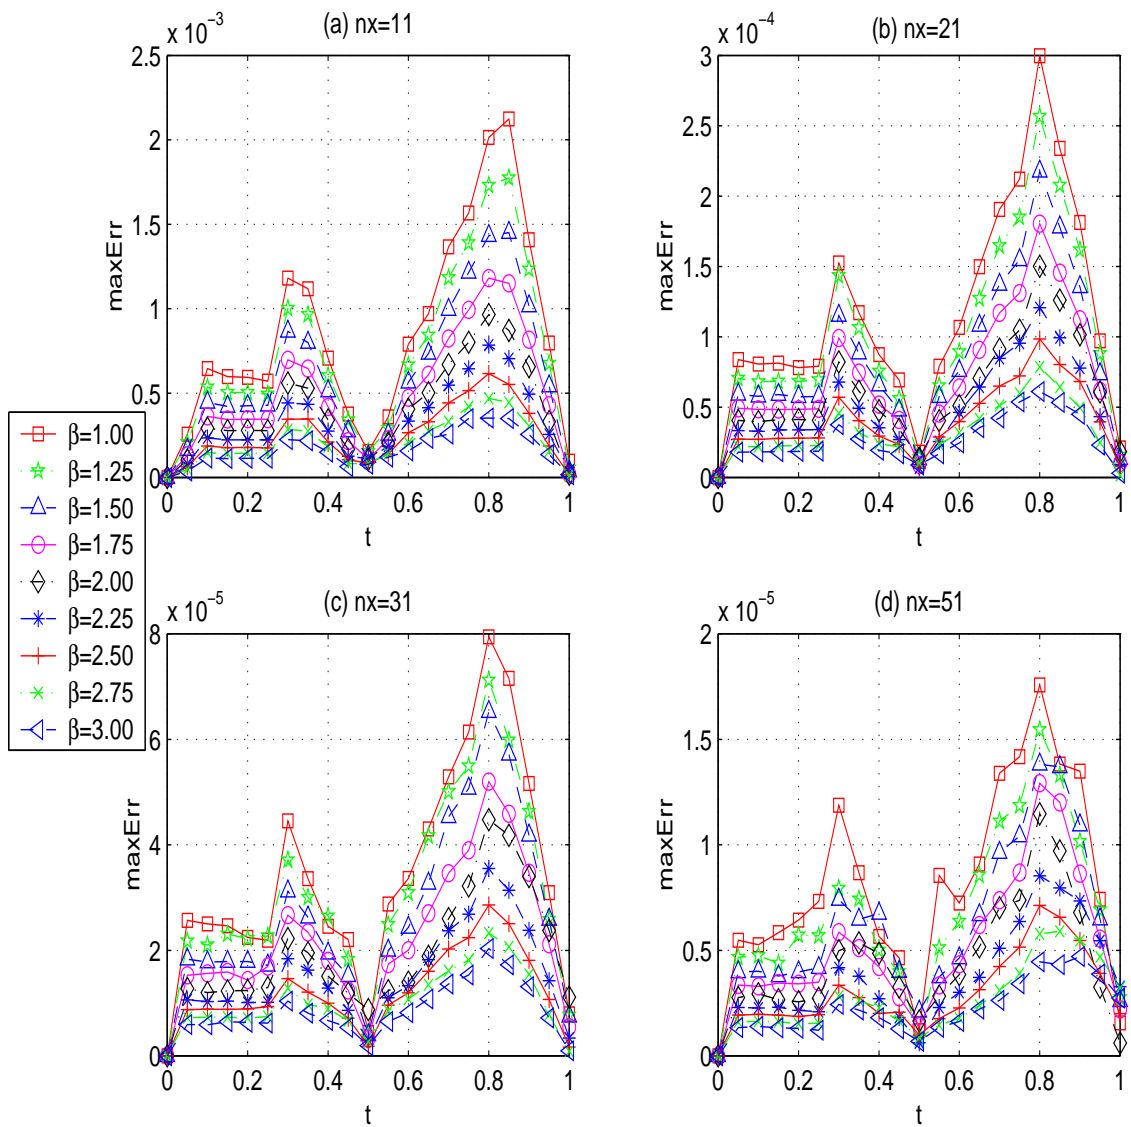 x 10⁻³
(a) nx=11
2.5
2
1.5
1
0.5
0
maxErr
0 0.2 0.4 0.6 0.8 1
t
x 10⁻⁴
(b) nx=21
3
2.5
2
1.5
1
0.5
0
maxErr
0 0.2 0.4 0.6 0.8 1
t
β=1.00
β=1.25
β=1.50
β=1.75
β=2.00
β=2.25
β=2.50
β=2.75
β=3.00
x 10⁻⁵
(c) nx=31
8
6
4
2
0
maxErr
0 0.2 0.4 0.6 0.8 1
t
x 10⁻⁵
(d) nx=51
2
1.5
1
0.5
0
maxErr
0 0.2 0.4 0.6 0.8 1
t